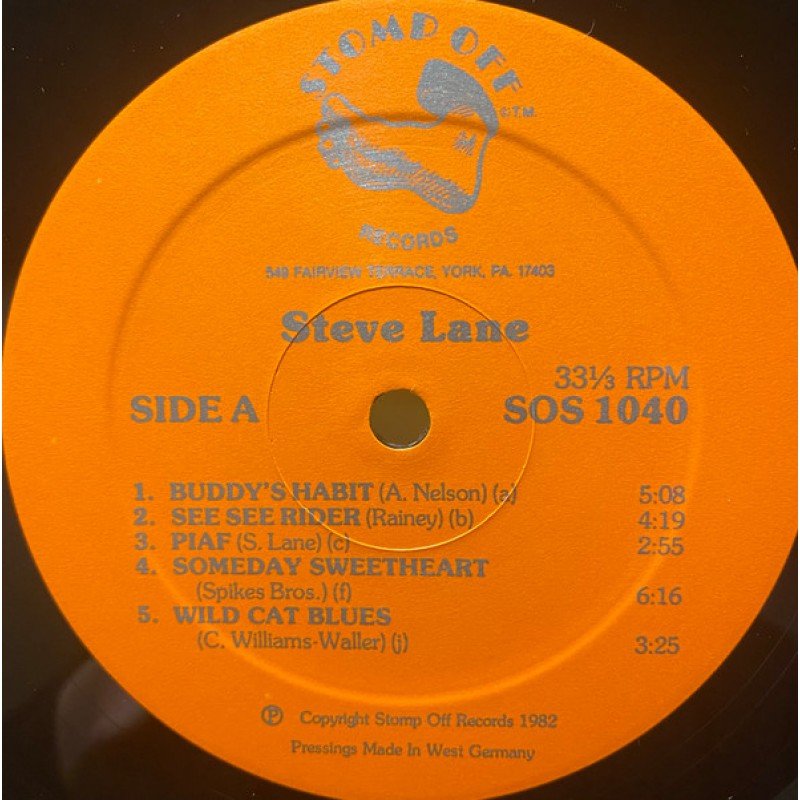 STOMP OFF
©T.M.
RECORDS
549 FAIRVIEW TERRACE, YORK, PA. 17403
Steve Lane
33⅓ RPM
SIDE A
SOS 1040
1. BUDDY'S HABIT (A. Nelson) (a) 5:08
2. SEE SEE RIDER (Rainey) (b) 4:19
3. PIAF (S. Lane) (c) 2:55
4. SOMEDAY SWEETHEART
(Spikes Bros.) (f) 6:16
5. WILD CAT BLUES
(C. Williams-Waller) (j) 3:25
Ⓟ Copyright Stomp Off Records 1982
Pressings Made In West Germany